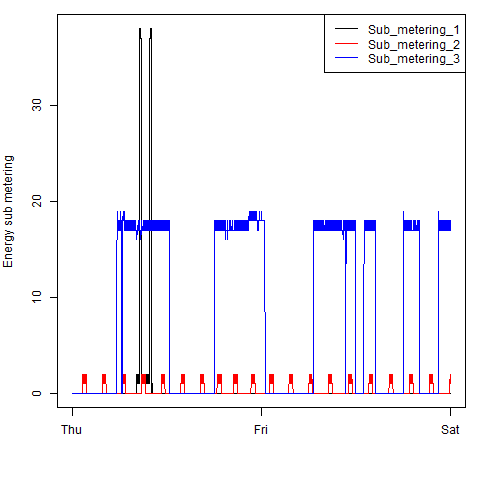 Sub_metering_1
Sub_metering_2
Sub_metering_3
Energy sub metering
30
20
10
0
Thu Fri Sat